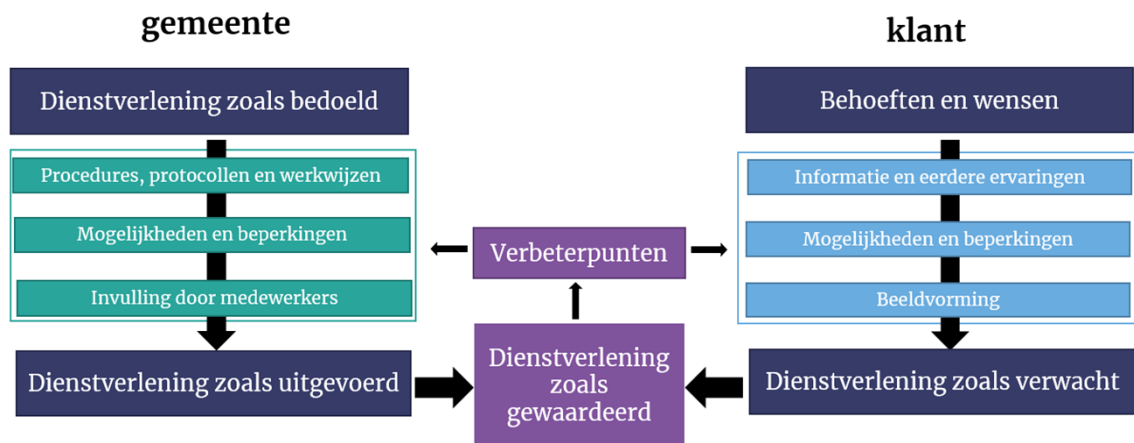 gemeente
klant
Dienstverlening zoals bedoeld
Behoeften en wensen
Procedures, protocollen en werkwijzen
Informatie en eerdere ervaringen
Mogelijkheden en beperkingen
Verbeterpunten
Mogelijkheden en beperkingen
Invulling door medewerkers
Beeldvorming
Dienstverlening zoals uitgevoerd
Dienstverlening
zoals
gewaardeerd
Dienstverlening zoals verwacht